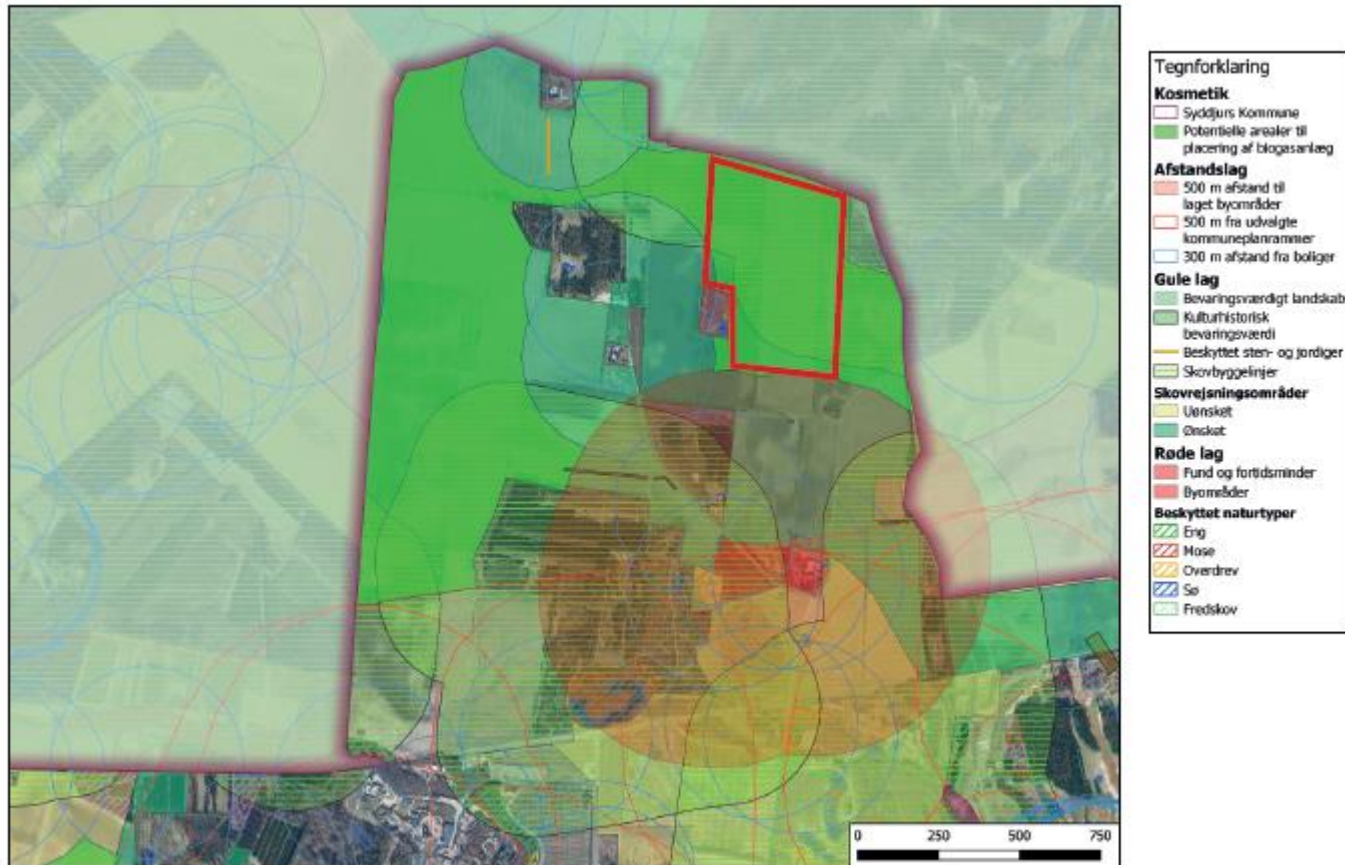 Tegnforklaring
Kosmetik
Syddjurs Kommune
Potentielle arealer til
placering af biogasanlæg
Afstandslag
500 m afstand til
laget byområder
500 m fra udvalgte
kommuneplanrammer
300 m afstand fra boliger
Gule lag
Bevaringsværdigt landskab
Kulturhistorisk
bevaringsværdi
Beskyttet sten- og jordiger
Skovbyggelinjer
Skovrejsningsområder
Uønsket
Ønsket
Røde lag
Fund og fortidsminder
Byområder
Beskyttet naturtyper
Eng
Mose
Overdrev
Sø
Fredskov
0 250 500 750